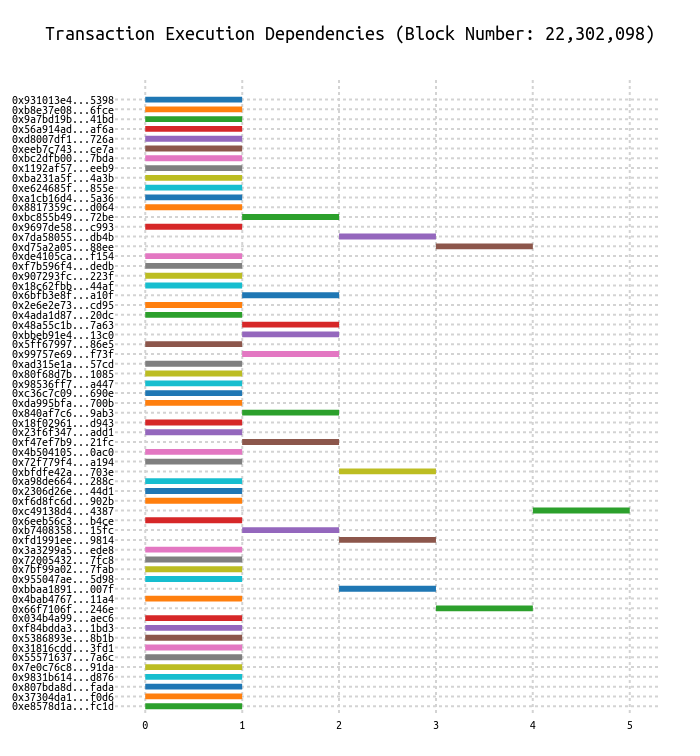 Transaction Execution Dependencies (Block Number: 22,302,098)
0x931013e4...5398
0xb8e37e08...6fce
0x9a7bd19b...41bd
0x56a914ad...af6a
0xd8007df1...726a
0xeeb7c743...ce7a
0xbc2dfb00...7bda
0x1192af57...eeb9
0xba231a5f...4a3b
0xe624685f...855e
0xa1cb16d4...5a36
0x8817359c...d064
0xbc855b49...72be
0x9697de58...c993
0x7da58055...db4b
0xd75a2a05...88ee
0xde4105ca...f154
0xf7b596f4...dedb
0x907293fc...223f
0x18c62fbb...44af
0x6bfb3e8f...a10f
0x2e6e2e73...cd95
0x4ada1d87...20dc
0x48a55c1b...7a63
0xbbeb91e4...13c0
0x5ff67997...86e5
0x99757e69...f73f
0xad315e1a...57cd
0x80f68d7b...1085
0x98536ff7...a447
0xc36c7c09...690e
0xda995bfa...700b
0x840af7c6...9ab3
0x18f02961...d943
0x23f6f347...add1
0xf47ef7b9...21fc
0x4b504105...0ac0
0x72f779f4...a194
0xbfdfe42a...703e
0xa98de664...288c
0x2306d26e...44d1
0xf6d8fc6d...902b
0xc49138d4...4387
0x6eeb56c3...b4ce
0xb7408358...15fc
0xfd1991ee...9814
0x3a3299a5...ede8
0x72005432...7fc8
0x7bf99a02...7fab
0x955047ae...5d98
0xbbaa1891...007f
0x4bab4767...11a4
0x66f7106f...246e
0x034b4a99...aec6
0xf84bdda3...1bd3
0x5386893e...8b1b
0x31816cdd...3fd1
0x55571637...7a6c
0x7e0c76c8...91da
0x9831b614...d876
0x807bda8d...fada
0x37304da1...f0d6
0xe8578d1a...fc1d
0 1 2 3 4 5